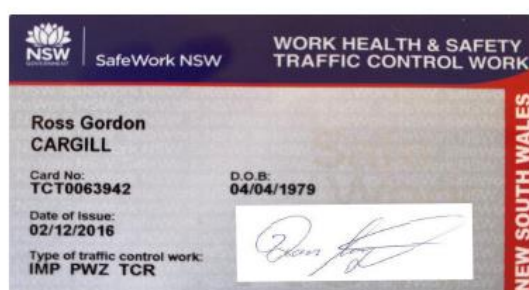 NSW
GOVERNMENT
SafeWork NSW
WORK HEALTH & SAFETY
TRAFFIC CONTROL WORK
Ross Gordon
CARGILL
Card No:
TCT0063942
D.O.B:
04/04/1979
Date of Issue:
02/12/2016
Type of traffic control work:
IMP PWZ TCR
NEW SOUTH WALES